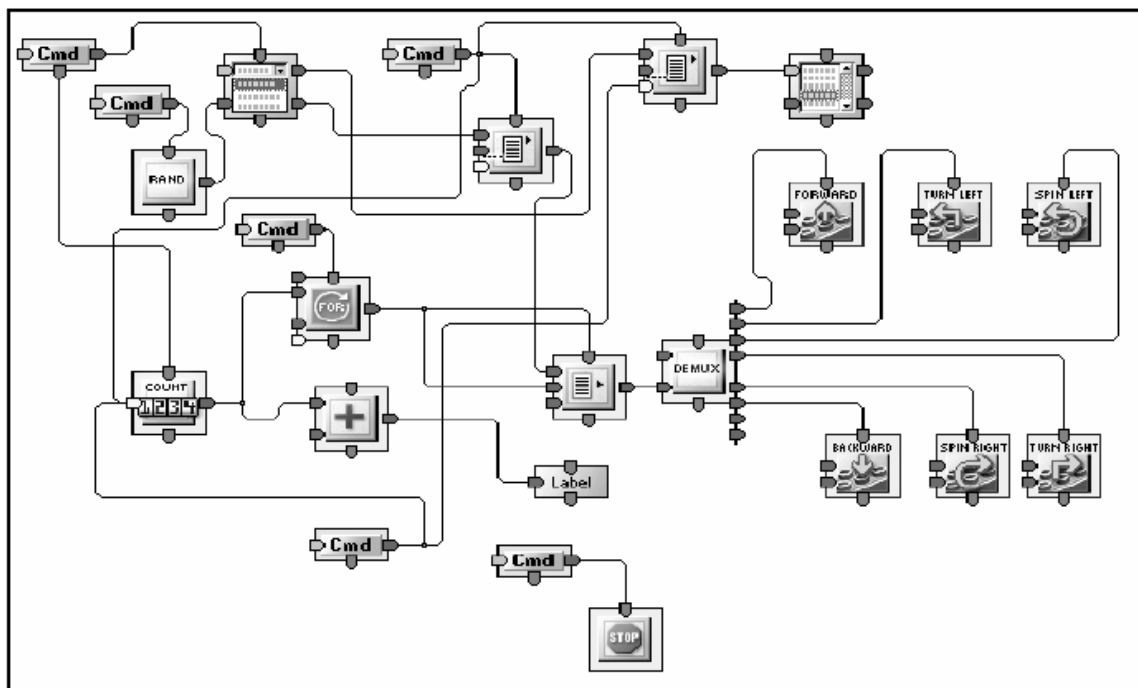 Cmd
Cmd
Cmd
RAND
FORWARD
TURN LEFT
SPIN LEFT
Cmd
FOR
DEMUX
COUNT
1234
BACKWARD
SPIN RIGHT
TURN RIGHT
Label
Cmd
Cmd
STOP